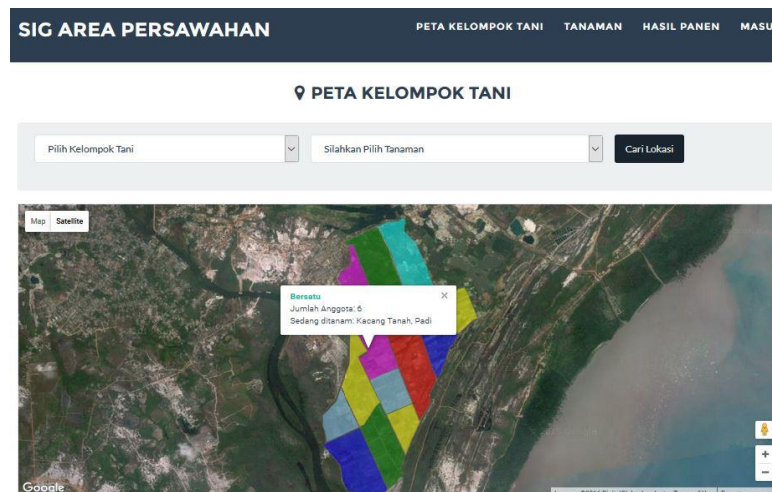 SIG AREA PERSAWAHAN
PETA KELOMPOK TANI TANAMAN HASIL PANEN MASU
PETA KELOMPOK TANI
Pilih Kelompok Tani
Silahkan Pilih Tanaman
Cari Lokasi
Map Satellite
Bersatu
Jumlah Anggota: 6
Sedang ditanam: Kacang Tanah, Padi
Google